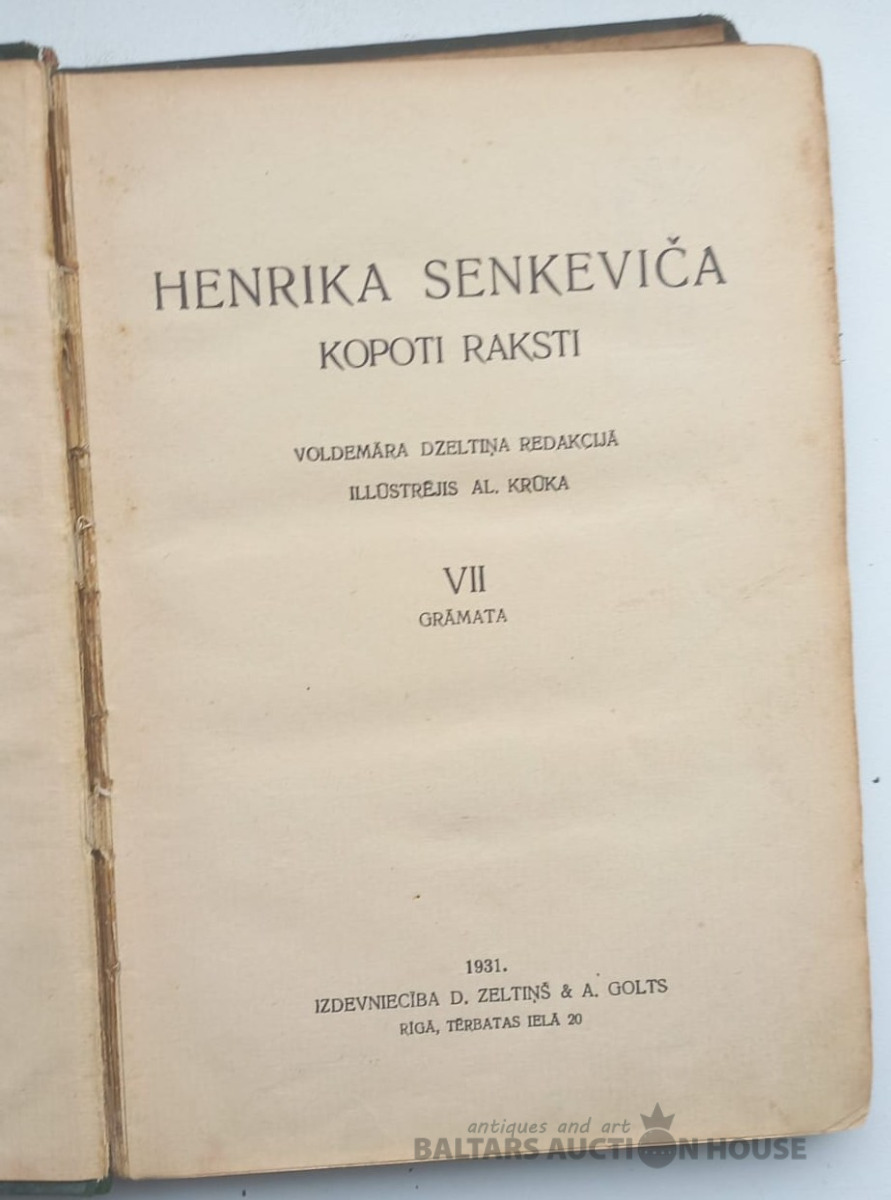 HENRIKA SENKEVIČA
KOPOTI RAKSTI
VOLDEMĀRA DZELTIŅA REDAKCIJĀ
ILLŪSTRĒJIS AL. KRŪKA
VII
GRĀMATA
1931.
IZDEVNIECĪBA D. ZELTIŅŠ & A. GOLTS
RĪGĀ, TĒRBATAS IELĀ 20
antiques and art
BALTARS AUCTION HOUSE